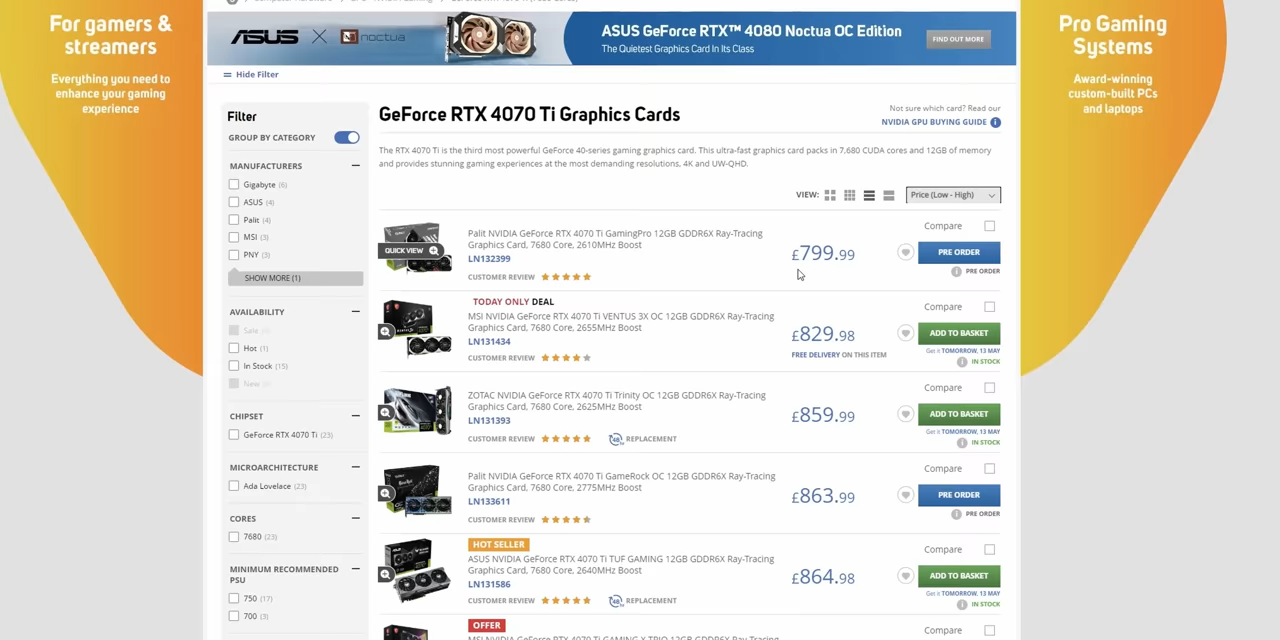 For gamers &
streamers
Everything you need to
enhance your gaming
experience
ASUS X noctua
ASUS GeForce RTX™ 4080 Noctua OC Edition
The Quietest Graphics Card In Its Class
FIND OUT MORE
Pro Gaming
Systems
Award-winning
custom-built PCs
and laptops
Hide Filter
Filter
GROUP BY CATEGORY
MANUFACTURERS
Gigabyte (6)
ASUS (4)
Palit (4)
MSI (3)
PNY (3)
SHOW MORE (1)
AVAILABILITY
Sale
Hot (1)
In Stock (15)
New
CHIPSET
GeForce RTX 4070 Ti (23)
MICROARCHITECTURE
Ada Lovelace (23)
CORES
7680 (23)
MINIMUM RECOMMENDED
PSU
750 (17)
700 (3)
GeForce RTX 4070 Ti Graphics Cards
Not sure which card? Read our
NVIDIA GPU BUYING GUIDE i
The RTX 4070 Ti is the third most powerful GeForce 40-series gaming graphics card. This ultra-fast graphics card packs in 7,680 CUDA cores and 12GB of memory
and provides stunning gaming experiences at the most demanding resolutions, 4K and UW-QHD.
VIEW:
Price (Low - High)
QUICK VIEW
Palit NVIDIA GeForce RTX 4070 Ti GamingPro 12GB GDDR6X Ray-Tracing
Graphics Card, 7680 Core, 2610MHz Boost
LN132399
CUSTOMER REVIEW
£799.99
Compare
PRE ORDER
i PRE ORDER
TODAY ONLY DEAL
MSI NVIDIA GeForce RTX 4070 Ti VENTUS 3X OC 12GB GDDR6X Ray-Tracing
Graphics Card, 7680 Core, 2655MHz Boost
LN131434
CUSTOMER REVIEW
£829.98
FREE DELIVERY ON THIS ITEM
Compare
ADD TO BASKET
Get it TOMORROW, 13 MAY
i IN STOCK
ZOTAC NVIDIA GeForce RTX 4070 Ti Trinity OC 12GB GDDR6X Ray-Tracing
Graphics Card, 7680 Core, 2625MHz Boost
LN131393
CUSTOMER REVIEW
REPLACEMENT
£859.99
Compare
ADD TO BASKET
Get it TOMORROW, 13 MAY
i IN STOCK
Palit NVIDIA GeForce RTX 4070 Ti GameRock OC 12GB GDDR6X Ray-Tracing
Graphics Card, 7680 Core, 2775MHz Boost
LN133611
CUSTOMER REVIEW
£863.99
Compare
PRE ORDER
i PRE ORDER
HOT SELLER
ASUS NVIDIA GeForce RTX 4070 Ti TUF GAMING 12GB GDDR6X Ray-Tracing
Graphics Card, 7680 Core, 2640MHz Boost
LN131586
CUSTOMER REVIEW
REPLACEMENT
£864.98
Compare
ADD TO BASKET
Get it TOMORROW, 13 MAY
i IN STOCK
OFFER
MSI NVIDIA GeForce RTX 4070 Ti GAMING X TRIO 12GB GDDR6X Ray-Tracing
Compare